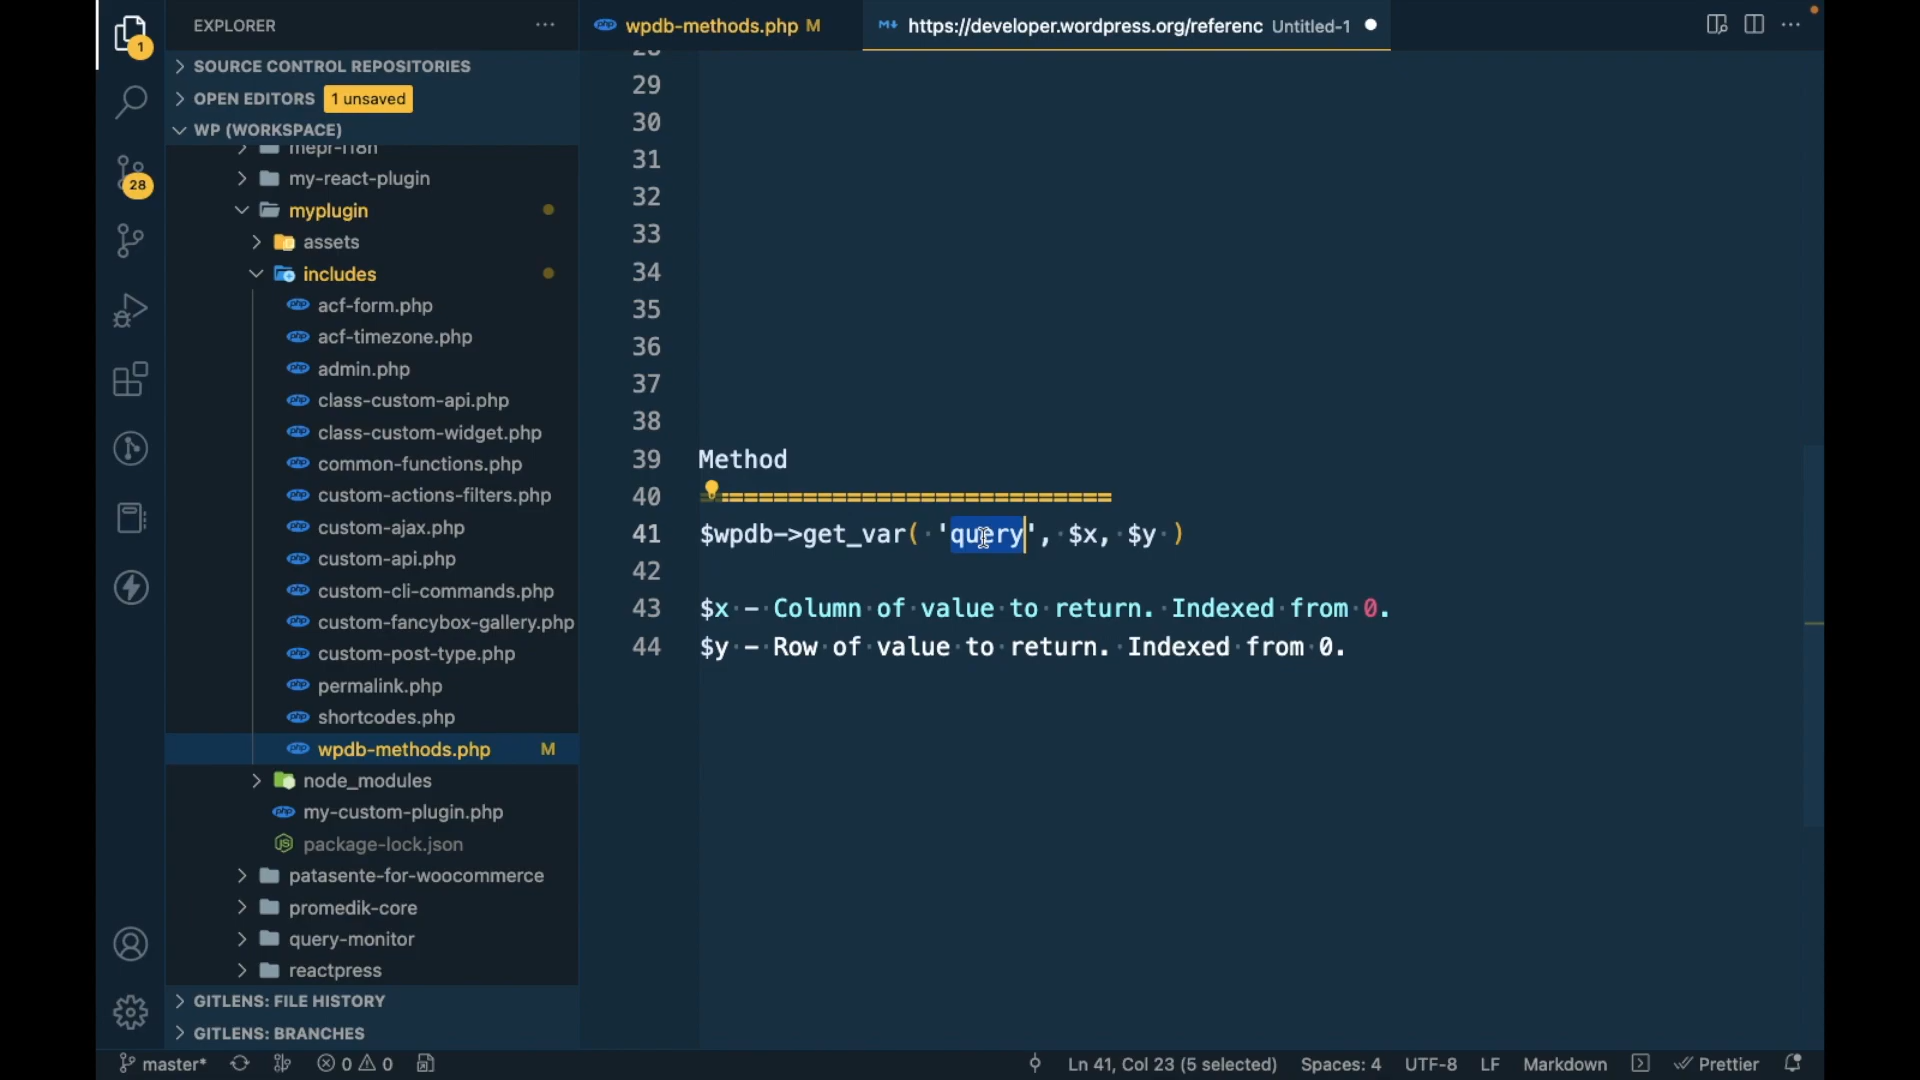 EXPLORER
wpdb-methods.php M
https://developer.wordpress.org/referenc Untitled-1
1
SOURCE CONTROL REPOSITORIES
OPEN EDITORS 1 unsaved
WP (WORKSPACE)
28
mepr-i18n
my-react-plugin
myplugin
assets
includes
acf-form.php
acf-timezone.php
admin.php
class-custom-api.php
class-custom-widget.php
common-functions.php
custom-actions-filters.php
custom-ajax.php
custom-api.php
custom-cli-commands.php
custom-fancybox-gallery.php
custom-post-type.php
permalink.php
shortcodes.php
wpdb-methods.php M
node_modules
my-custom-plugin.php
package-lock.json
patasente-for-woocommerce
promedik-core
query-monitor
reactpress
GITLENS: FILE HISTORY
GITLENS: BRANCHES
28
29
30
31
32
33
34
35
36
37
38
39 Method
40 ===========================
41 $wpdb->get_var( 'query', $x, $y )
42
43 $x - Column of value to return. Indexed from 0.
44 $y - Row of value to return. Indexed from 0.
master* 0 0 Ln 41, Col 23 (5 selected) Spaces: 4 UTF-8 LF Markdown Prettier